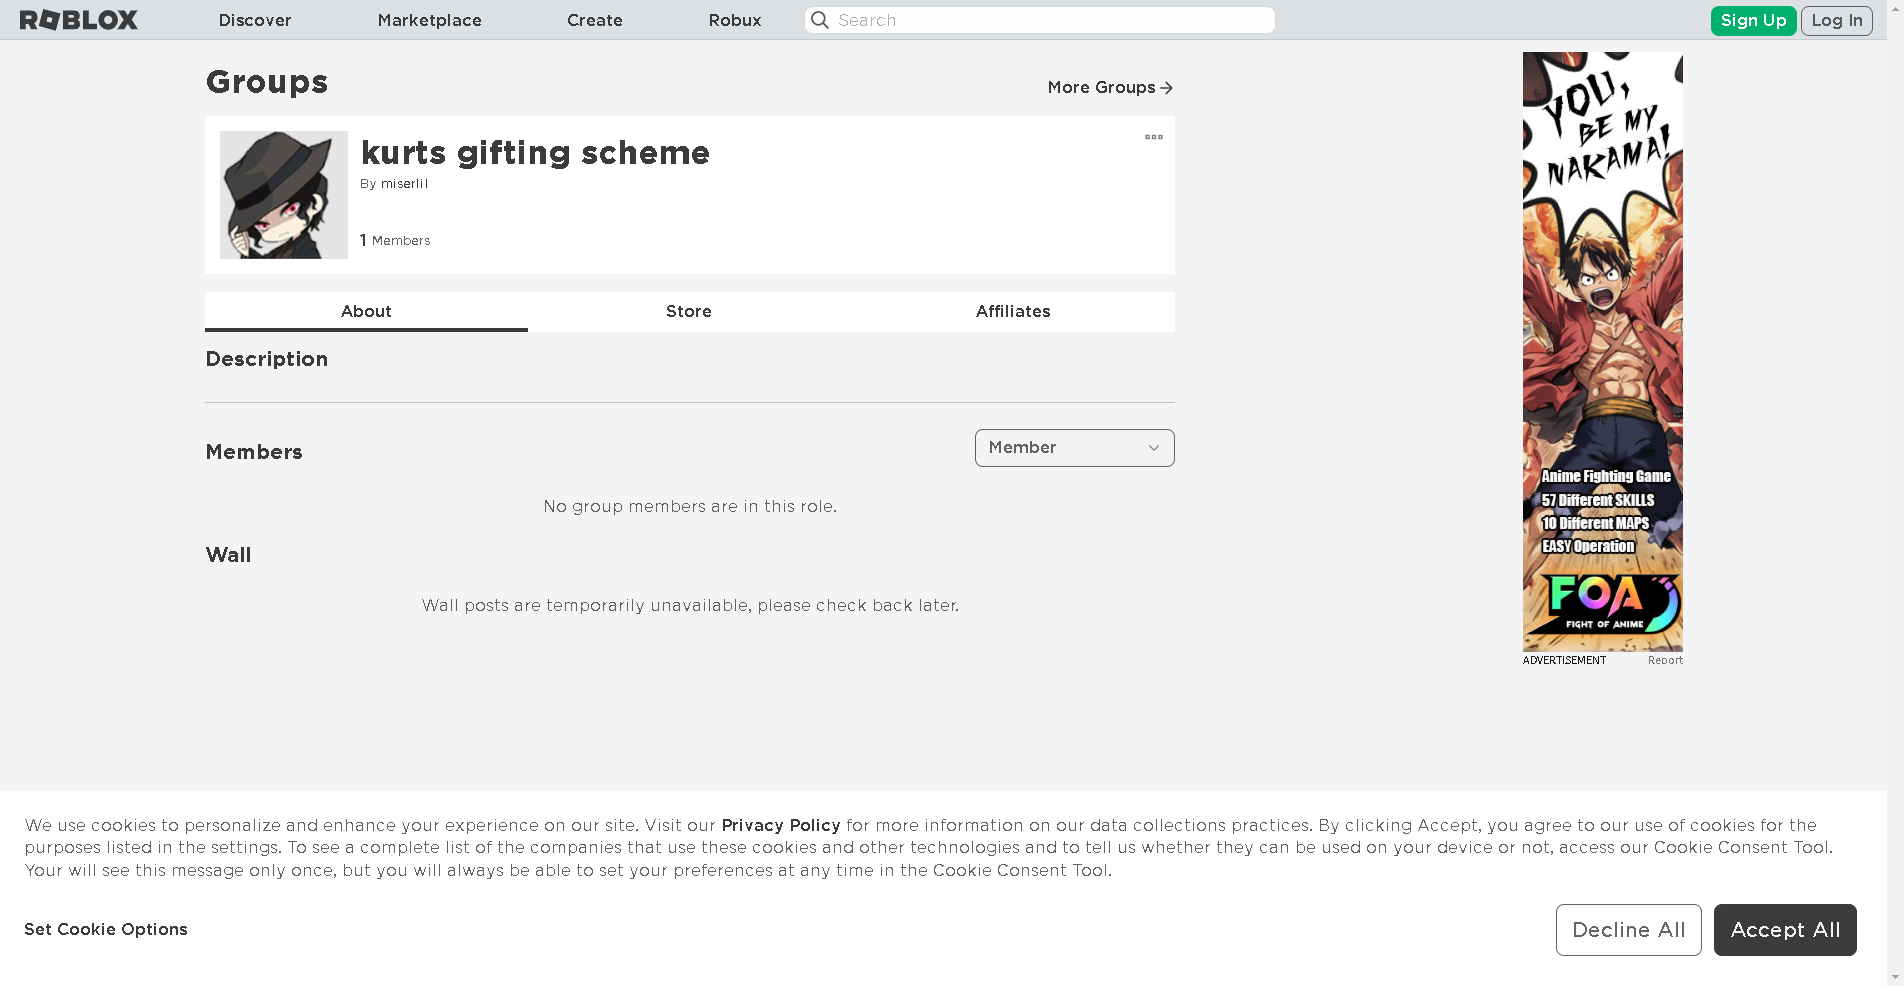 ROBLOX
Discover
Marketplace
Create
Robux
Search
Sign Up
Log In
Groups
More Groups
kurts gifting scheme
By miserlil
1 Members
About
Store
Affiliates
Description
Members
Member
No group members are in this role.
Wall
Wall posts are temporarily unavailable, please check back later.
YOU,
BE MY
NAKAMA!
Anime Fighting Game
57 Different SKILLS
10 Different MAPS
EASY Operation
FOA
FIGHT OF ANIME
ADVERTISEMENT
Report
We use cookies to personalize and enhance your experience on our site. Visit our Privacy Policy for more information on our data collections practices. By clicking Accept, you agree to our use of cookies for the
purposes listed in the settings. To see a complete list of the companies that use these cookies and other technologies and to tell us whether they can be used on your device or not, access our Cookie Consent Tool.
Your will see this message only once, but you will always be able to set your preferences at any time in the Cookie Consent Tool.
Set Cookie Options
Decline All
Accept All